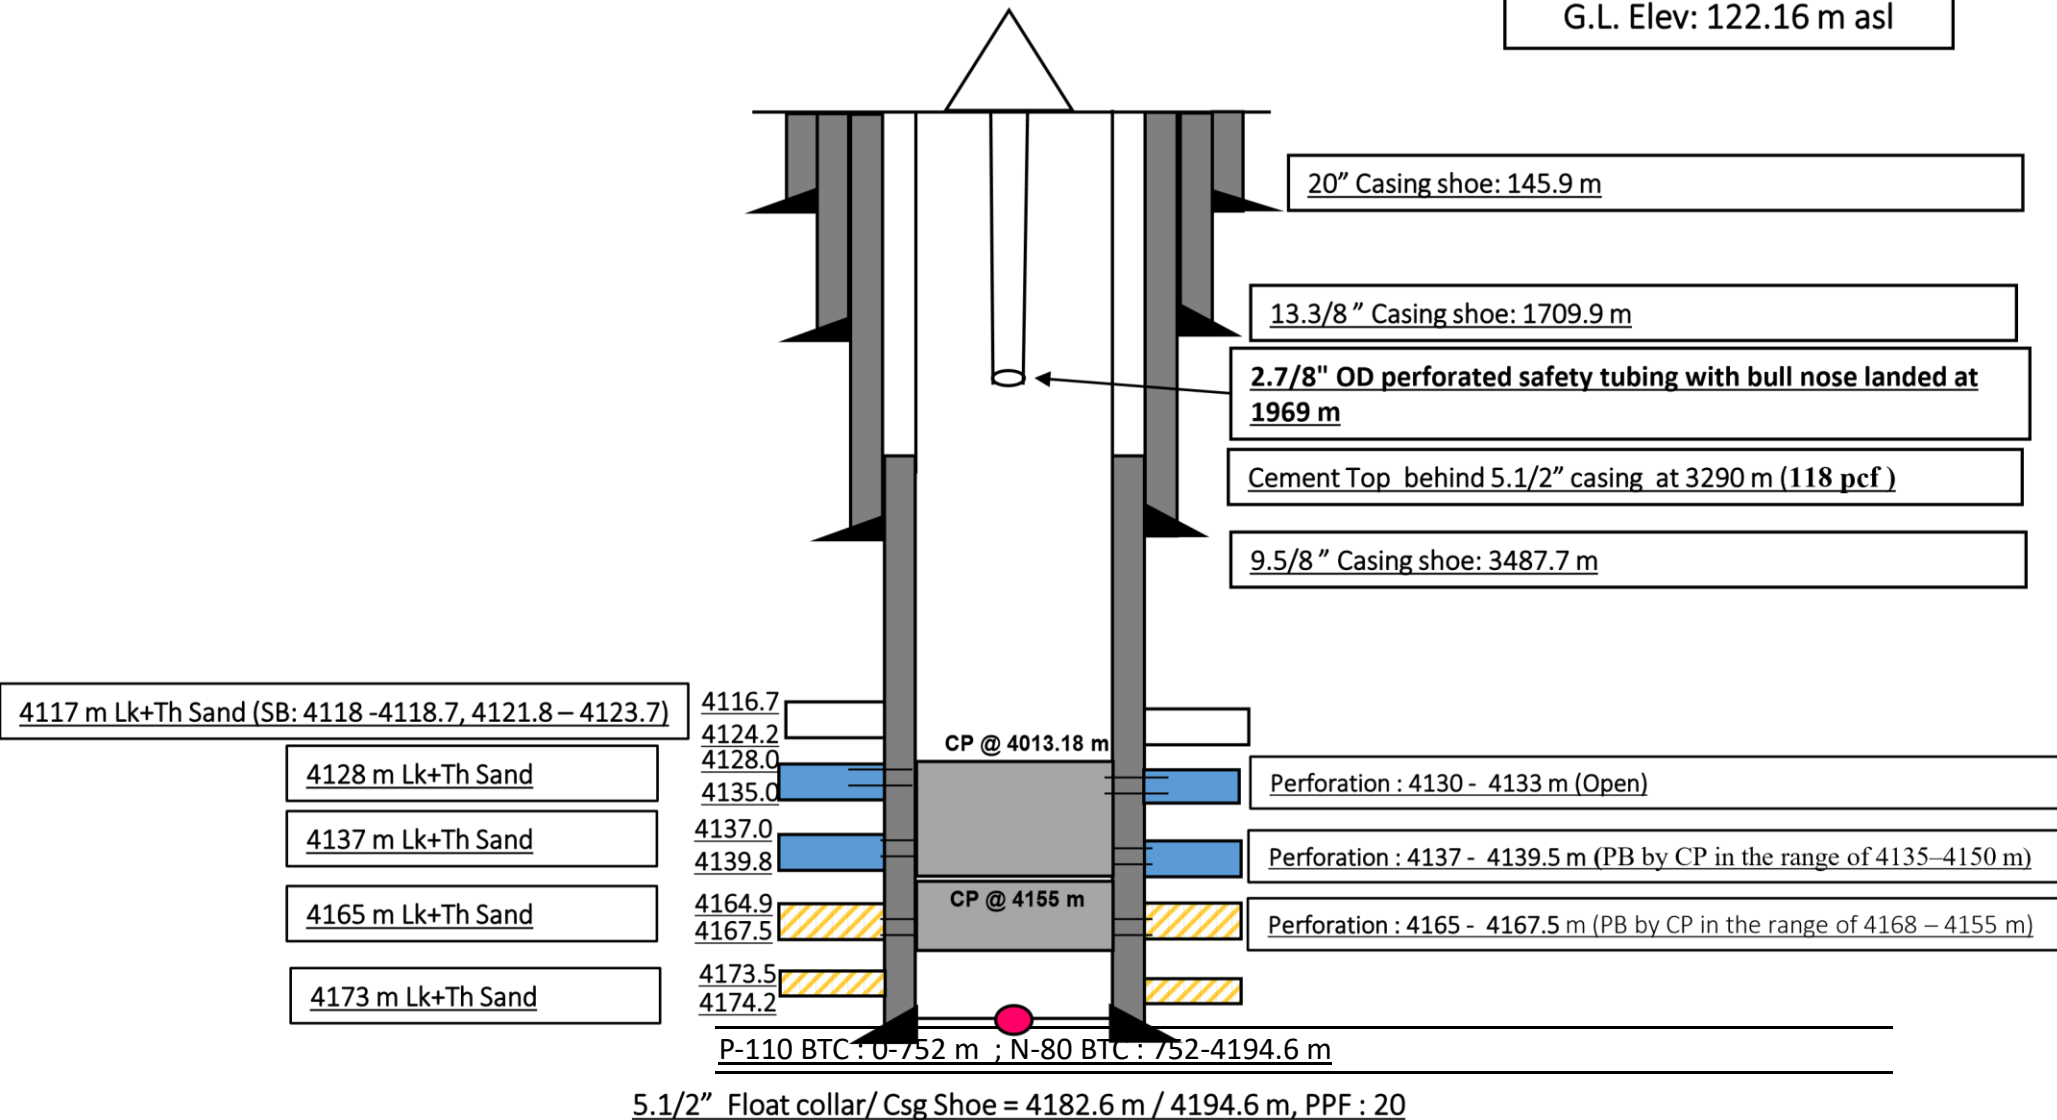 G.L. Elev: 122.16 m asl
20” Casing shoe: 145.9 m
13.3/8 ” Casing shoe: 1709.9 m
2.7/8" OD perforated safety tubing with bull nose landed at
1969 m
Cement Top behind 5.1/2” casing at 3290 m (118 pcf )
9.5/8 ” Casing shoe: 3487.7 m
4117 m Lk+Th Sand (SB: 4118 -4118.7, 4121.8 – 4123.7)
4116.7
4124.2
CP @ 4013.18 m
4128 m Lk+Th Sand
4128.0
4135.0
Perforation : 4130 - 4133 m (Open)
4137 m Lk+Th Sand
4137.0
4139.8
Perforation : 4137 - 4139.5 m (PB by CP in the range of 4135–4150 m)
CP @ 4155 m
4165 m Lk+Th Sand
4164.9
4167.5
Perforation : 4165 - 4167.5 m (PB by CP in the range of 4168 – 4155 m)
4173 m Lk+Th Sand
4173.5
4174.2
P-110 BTC : 0-752 m ; N-80 BTC : 752-4194.6 m
5.1/2” Float collar/ Csg Shoe = 4182.6 m / 4194.6 m, PPF : 20